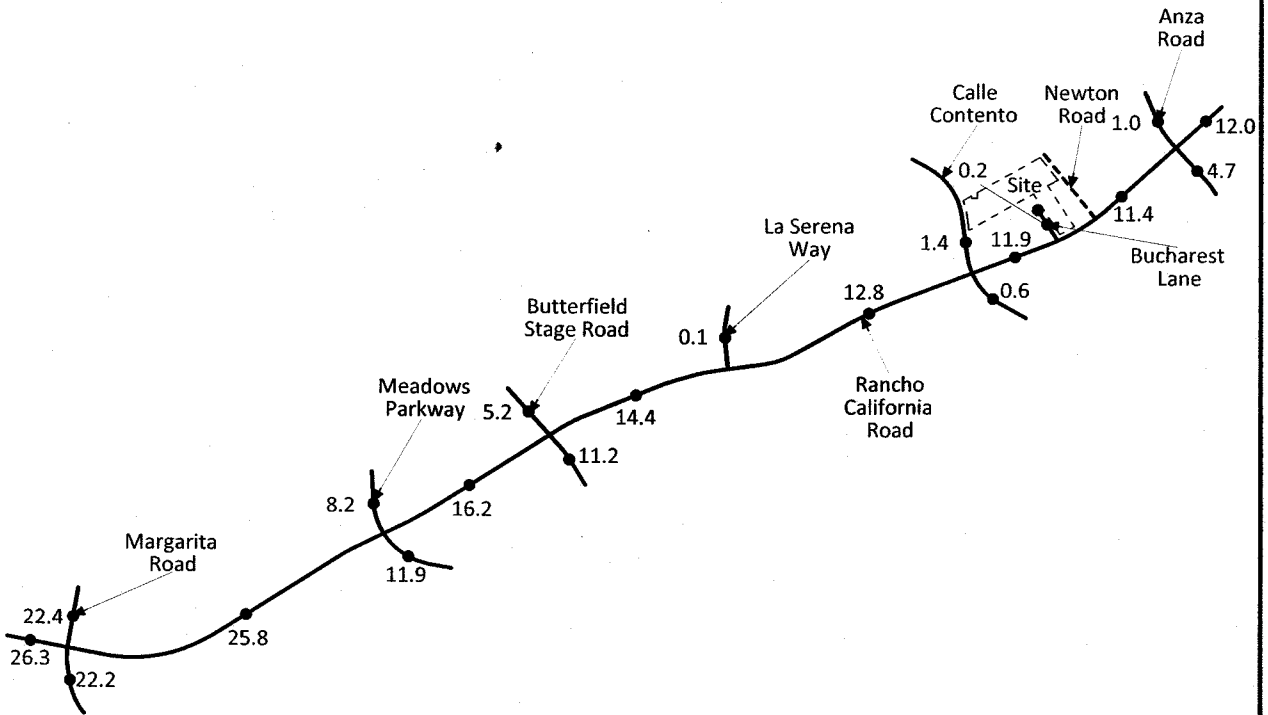 Anza
Road
Calle
Contento
Newton
Road
1.0
12.0
0.2
Site
4.7
11.4
La Serena
Way
1.4
11.9
Bucharest
Lane
0.6
12.8
Butterfield
Stage Road
0.1
Meadows
Parkway
Rancho
California
Road
5.2
14.4
11.2
8.2
16.2
Margarita
Road
11.9
22.4
25.8
26.3
22.2